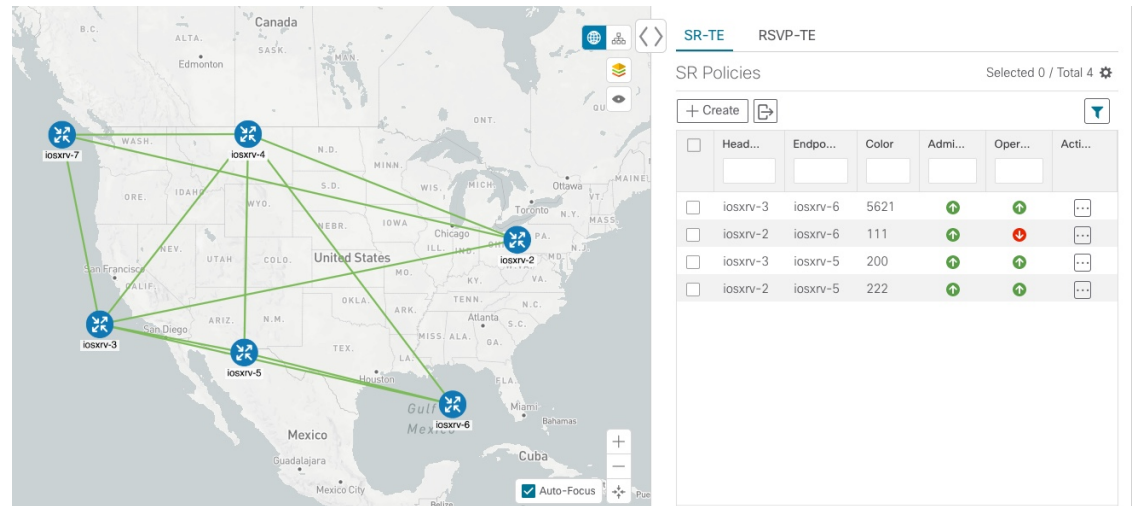 Canada
B.C.
ALTA.
SASK.
MAN.
Edmonton
ONT.
QU
iosxrv-7
WASH.
iosxrv-4
N.D.
MINN.
S.D.
WIS.
MICH.
Ottawa
MAINE
VT.
ORE.
IDAHO
WYO.
Toronto
N.Y.
MASS.
NEBR.
IOWA
Chicago
PA.
ILL.
IND.
OH
N.J.
NEV.
UTAH
COLO.
United States
iosxrv-2
MD.
San Francisco
MO.
KY.
VA.
CALIF.
OKLA.
TENN.
N.C.
ARK.
Atlanta
San Diego
ARIZ.
N.M.
S.C.
MISS.
ALA.
GA.
iosxrv-3
TEX.
LA.
iosxrv-5
Houston
FLA.
Gulf
Miami
iosxrv-6
Mexico
Bahamas
Mexico
Cuba
Guadalajara
Mexico City
Auto-Focus
Pue
Belize
SR-TE RSVP-TE
SR Policies Selected 0 / Total 4
+ Create
Head... Endpo... Color Admi... Oper... Acti...
iosxrv-3 iosxrv-6 5621
iosxrv-2 iosxrv-6 111
iosxrv-3 iosxrv-5 200
iosxrv-2 iosxrv-5 222